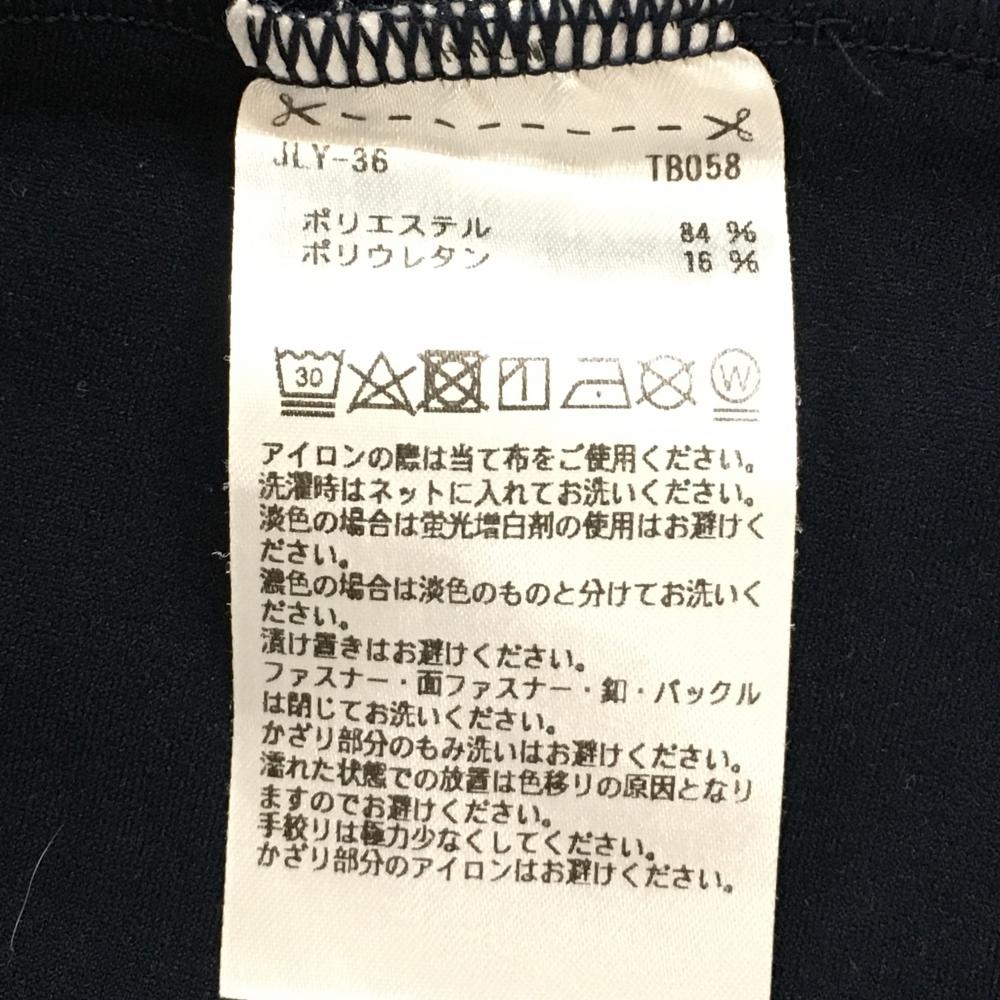 JLY-36 TB058
ポリエステル 84 %
ポリウレタン 16 %
30 W
アイロンの際は当て布をご使用ください。
洗濯時はネットに入れてお洗いください。
淡色の場合は蛍光増白剤の使用はお避けく
ださい。
濃色の場合は淡色のものと分けてお洗いく
ださい。
漬け置きはお避けください。
ファスナー・面ファスナー・釦・バックル
は閉じてお洗いください。
かざり部分のもみ洗いはお避けください。
濡れた状態での放置は色移りの原因となり
ますのでお避けください。
手絞りは極力少なくしてください。
かざり部分のアイロンはお避けください。